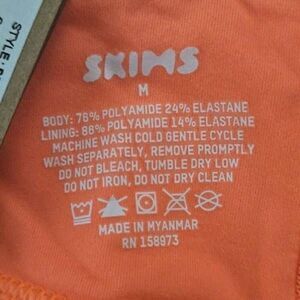 STYLE:
SKIMS
M
BODY: 76% POLYAMIDE 24% ELASTANE
LINING: 86% POLYAMIDE 14% ELASTANE
MACHINE WASH COLD GENTLE CYCLE
WASH SEPARATELY, REMOVE PROMPTLY
DO NOT BLEACH, TUMBLE DRY LOW
DO NOT IRON, DO NOT DRY CLEAN
MADE IN MYANMAR
RN 158973